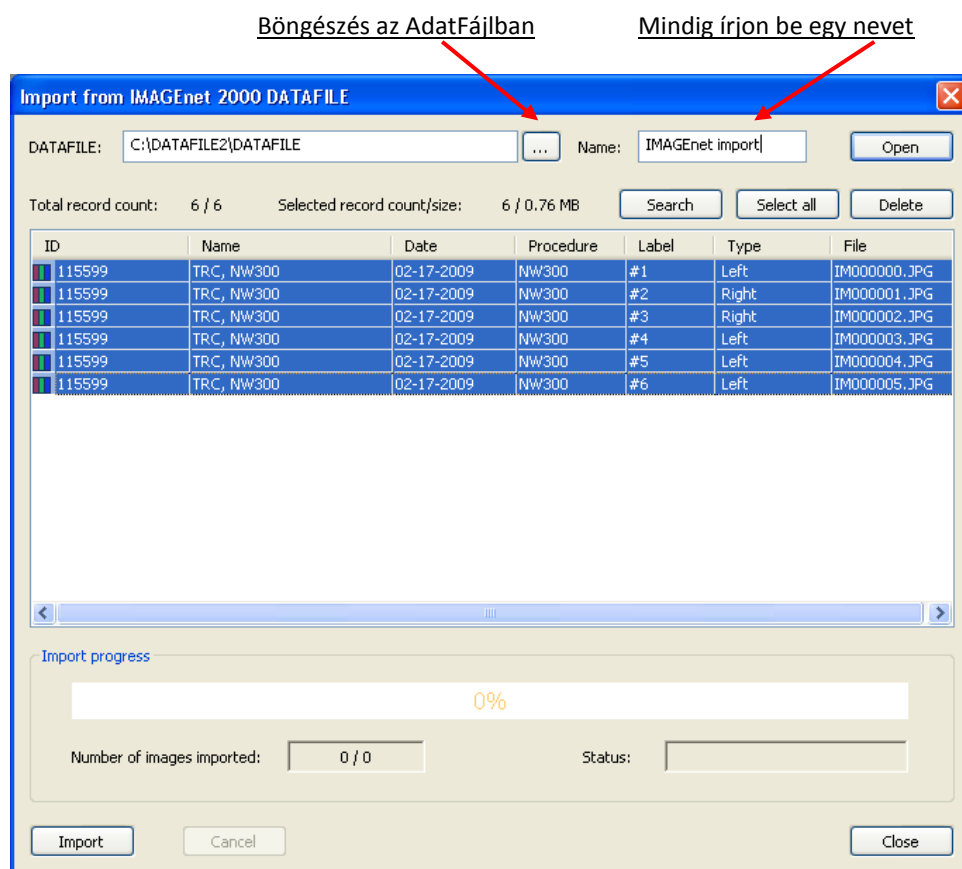 Böngészés az AdatFájlban Mindig írjon be egy nevet
Import from IMAGEnet 2000 DATAFILE
DATAFILE: C:\DATAFILE2\DATAFILE ... Name: IMAGEnet import Open
Total record count: 6 / 6 Selected record count/size: 6 / 0.76 MB Search Select all Delete
ID Name Date Procedure Label Type File
115599 TRC, NW300 02-17-2009 NW300 #1 Left IM000000.JPG
115599 TRC, NW300 02-17-2009 NW300 #2 Right IM000001.JPG
115599 TRC, NW300 02-17-2009 NW300 #3 Right IM000002.JPG
115599 TRC, NW300 02-17-2009 NW300 #4 Left IM000003.JPG
115599 TRC, NW300 02-17-2009 NW300 #5 Left IM000004.JPG
115599 TRC, NW300 02-17-2009 NW300 #6 Left IM000005.JPG
Import progress
0%
Number of images imported: 0 / 0 Status:
Import Cancel Close